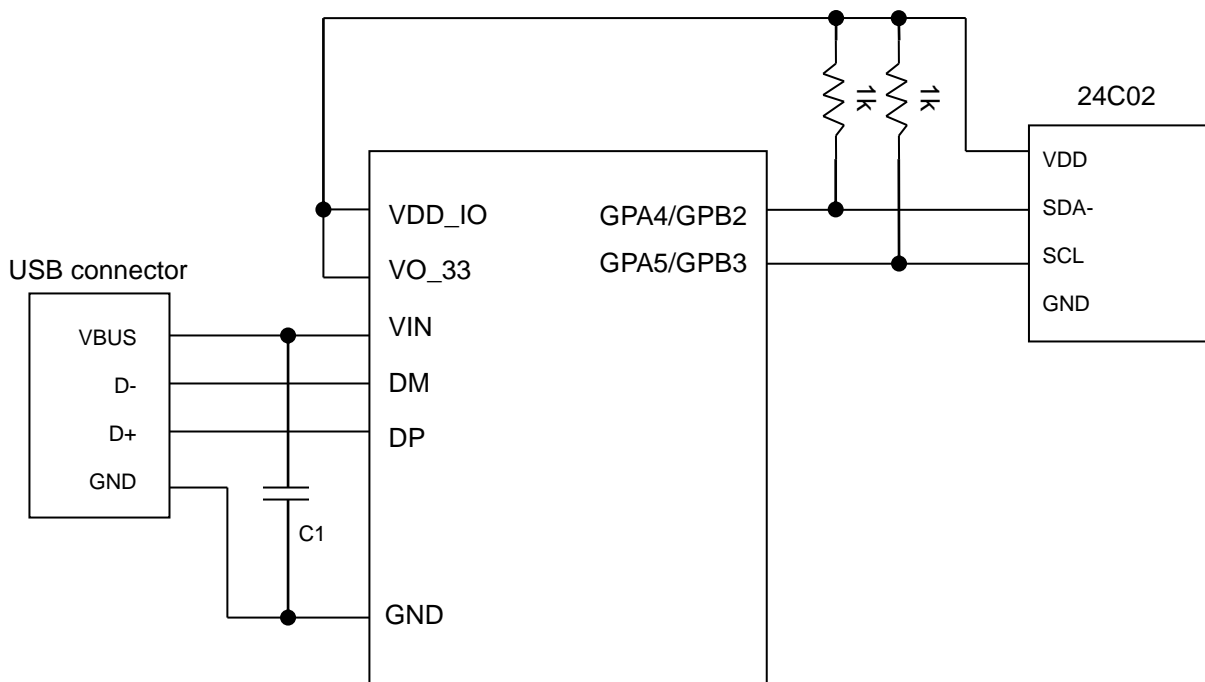 1k
1k
24C02
VDD
SDA-
SCL
GND
VDD_IO
VO_33
VIN
DM
DP
GND
GPA4/GPB2
GPA5/GPB3
USB connector
VBUS
D-
D+
GND
C1